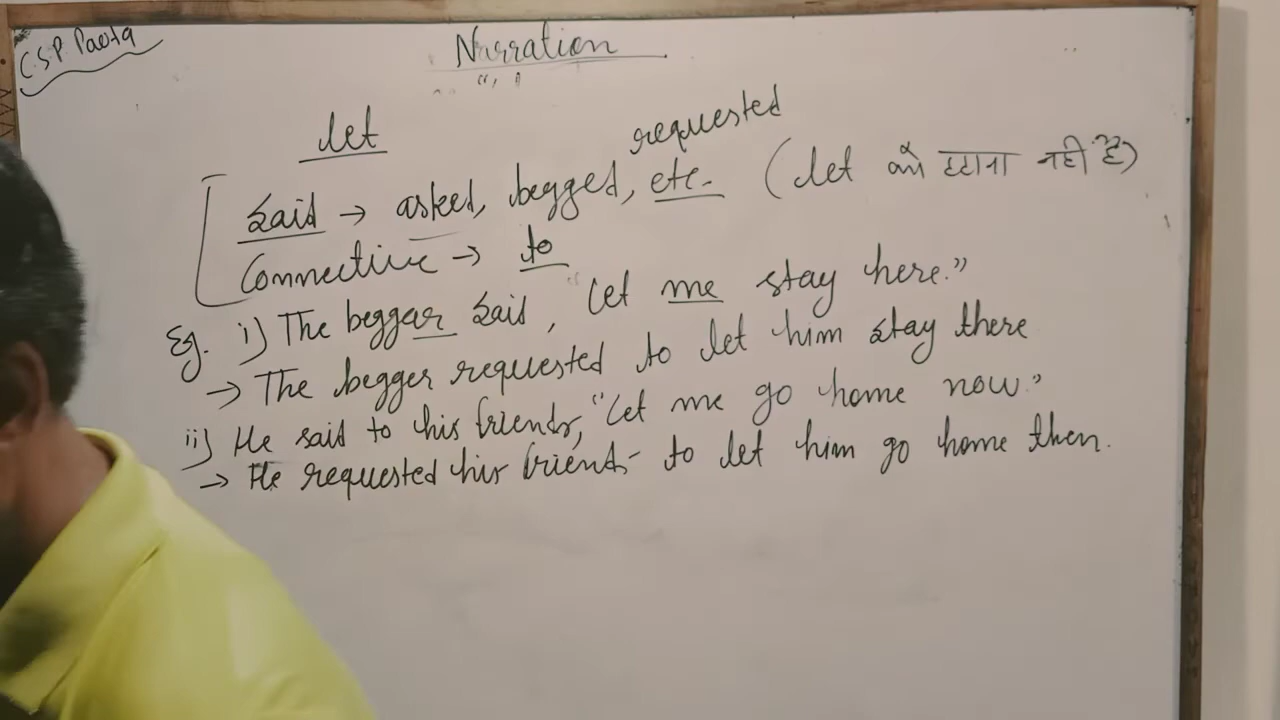 C.S.P. Paota
Narration
let
requested
Said → asked, begged, etc. (let को हटाना नही है)
Connective → to
Eg. i) The beggar Said, "Let me stay here."
→ The begger requested to let him stay there
ii) He said to his friends, "Let me go home now."
→ He requested his friends to let him go home then.